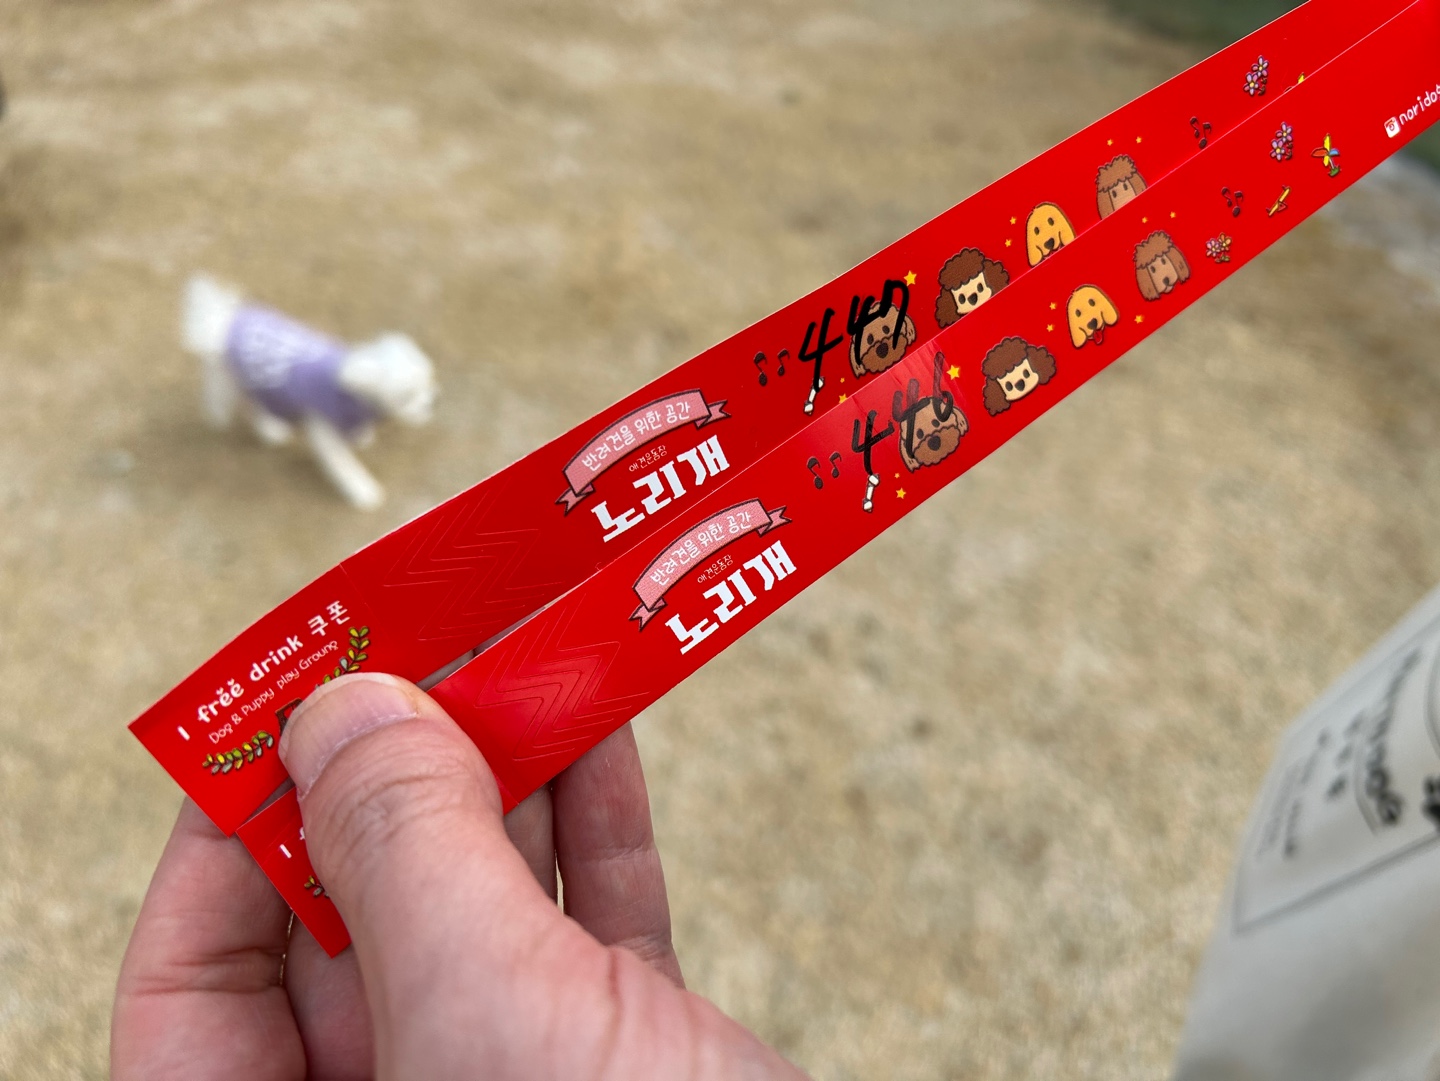 447
반려견을 위한 공간
애견운동장
노리개
1 free drink 쿠폰
Dog & Puppy play Ground
446
반려견을 위한 공간
애견운동장
노리개
1